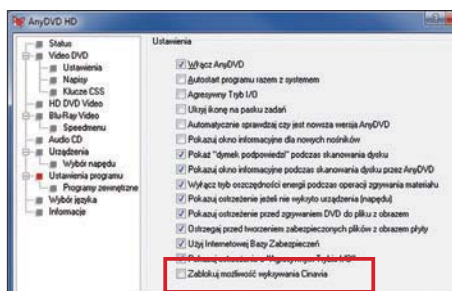 AnyDVD HD
Status
Video DVD
Ustawienia
Napisy
Klucze CSS
HD DVD Video
Blu-Ray Video
Speedmenu
Audio CD
Urządzenia
Wybór napędu
Ustawienia programu
Programy zewnętrzne
Wybór języka
Informacje
Ustawienia
Włącz AnyDVD
Autostart programu razem z systemem
Agresywny Tryb I/O
Ukryj ikonę na pasku zadań
Automatycznie sprawdzaj czy jest nowsza wersja AnyDVD
Pokazuj okno informacyjne dla nowych nośników
Pokaż "dymek podpowiedzi" podczas skanowania dysku
Pokazuj okno informacyjne podczas skanowania dysku przez AnyDVD
Wyłącz tryb oszczędności energii podczas operacji zgrywania materiału
Pokazuj ostrzeżenie jeżeli nie wykryto urządzenia (napędu)
Pokazuj ostrzeżenie przed zgrywaniem DVD do pliku z obrazem
Ostrzegaj przed tworzeniem zabezpieczonych plików z obrazem płyty
Użyj Internetowej Bazy Zabezpieczeń
Pokazuj ostrzeżenie o "Agresywnym Trybie I/O"
Zablokuj możliwość wykrywania Cinavia